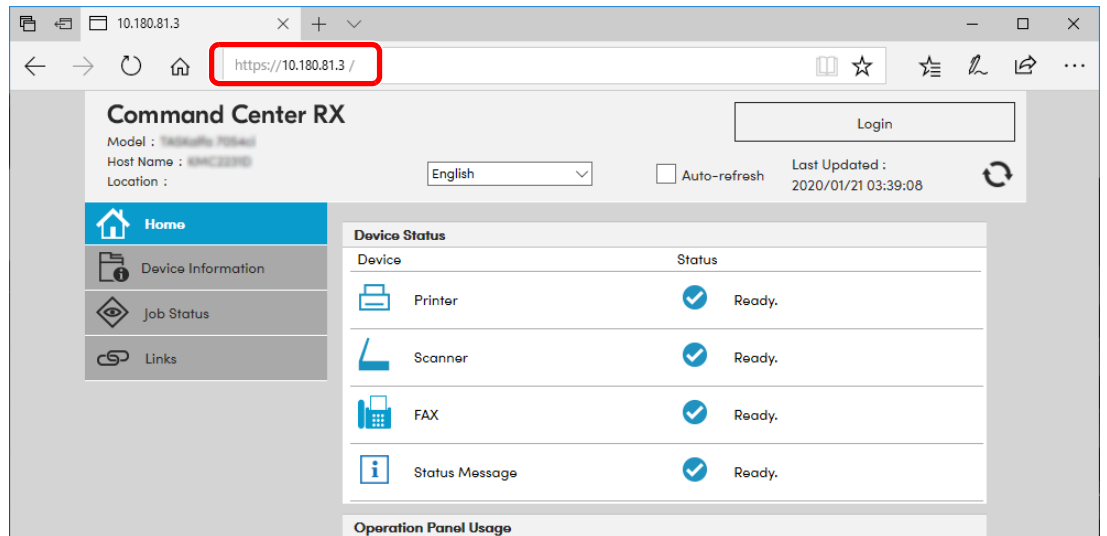 10.180.81.3
https://10.180.81.3 /
Command Center RX
Login
Model :
Host Name :
Location :
English
Auto-refresh
Last Updated :
2020/01/21 03:39:08
Home
Device Information
Job Status
Links
Device Status
Device Status
Printer Ready.
Scanner Ready.
FAX Ready.
Status Message Ready.
Operation Panel Usage